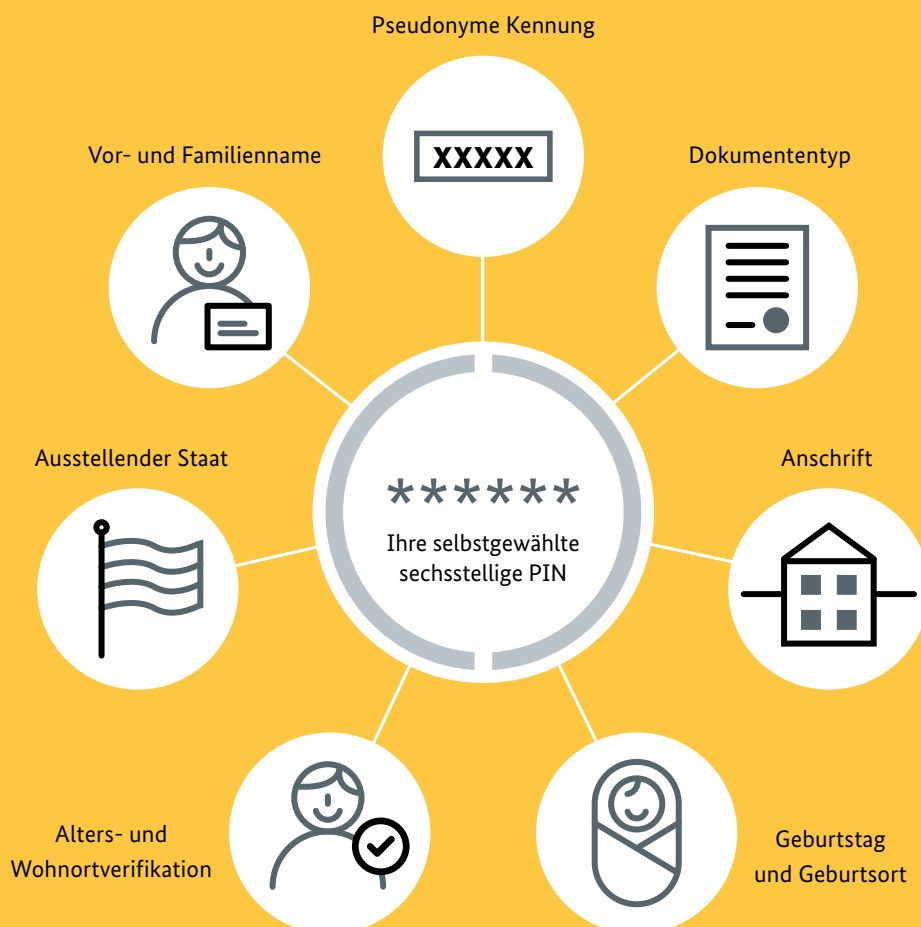 Pseudonyme Kennung
XXXXX
Vor- und Familienname
Dokumententyp
Ausstellender Staat
Anschrift
******
Ihre selbstgewählte
sechsstellige PIN
Alters- und
Wohnortverifikation
Geburtstag
und Geburtsort